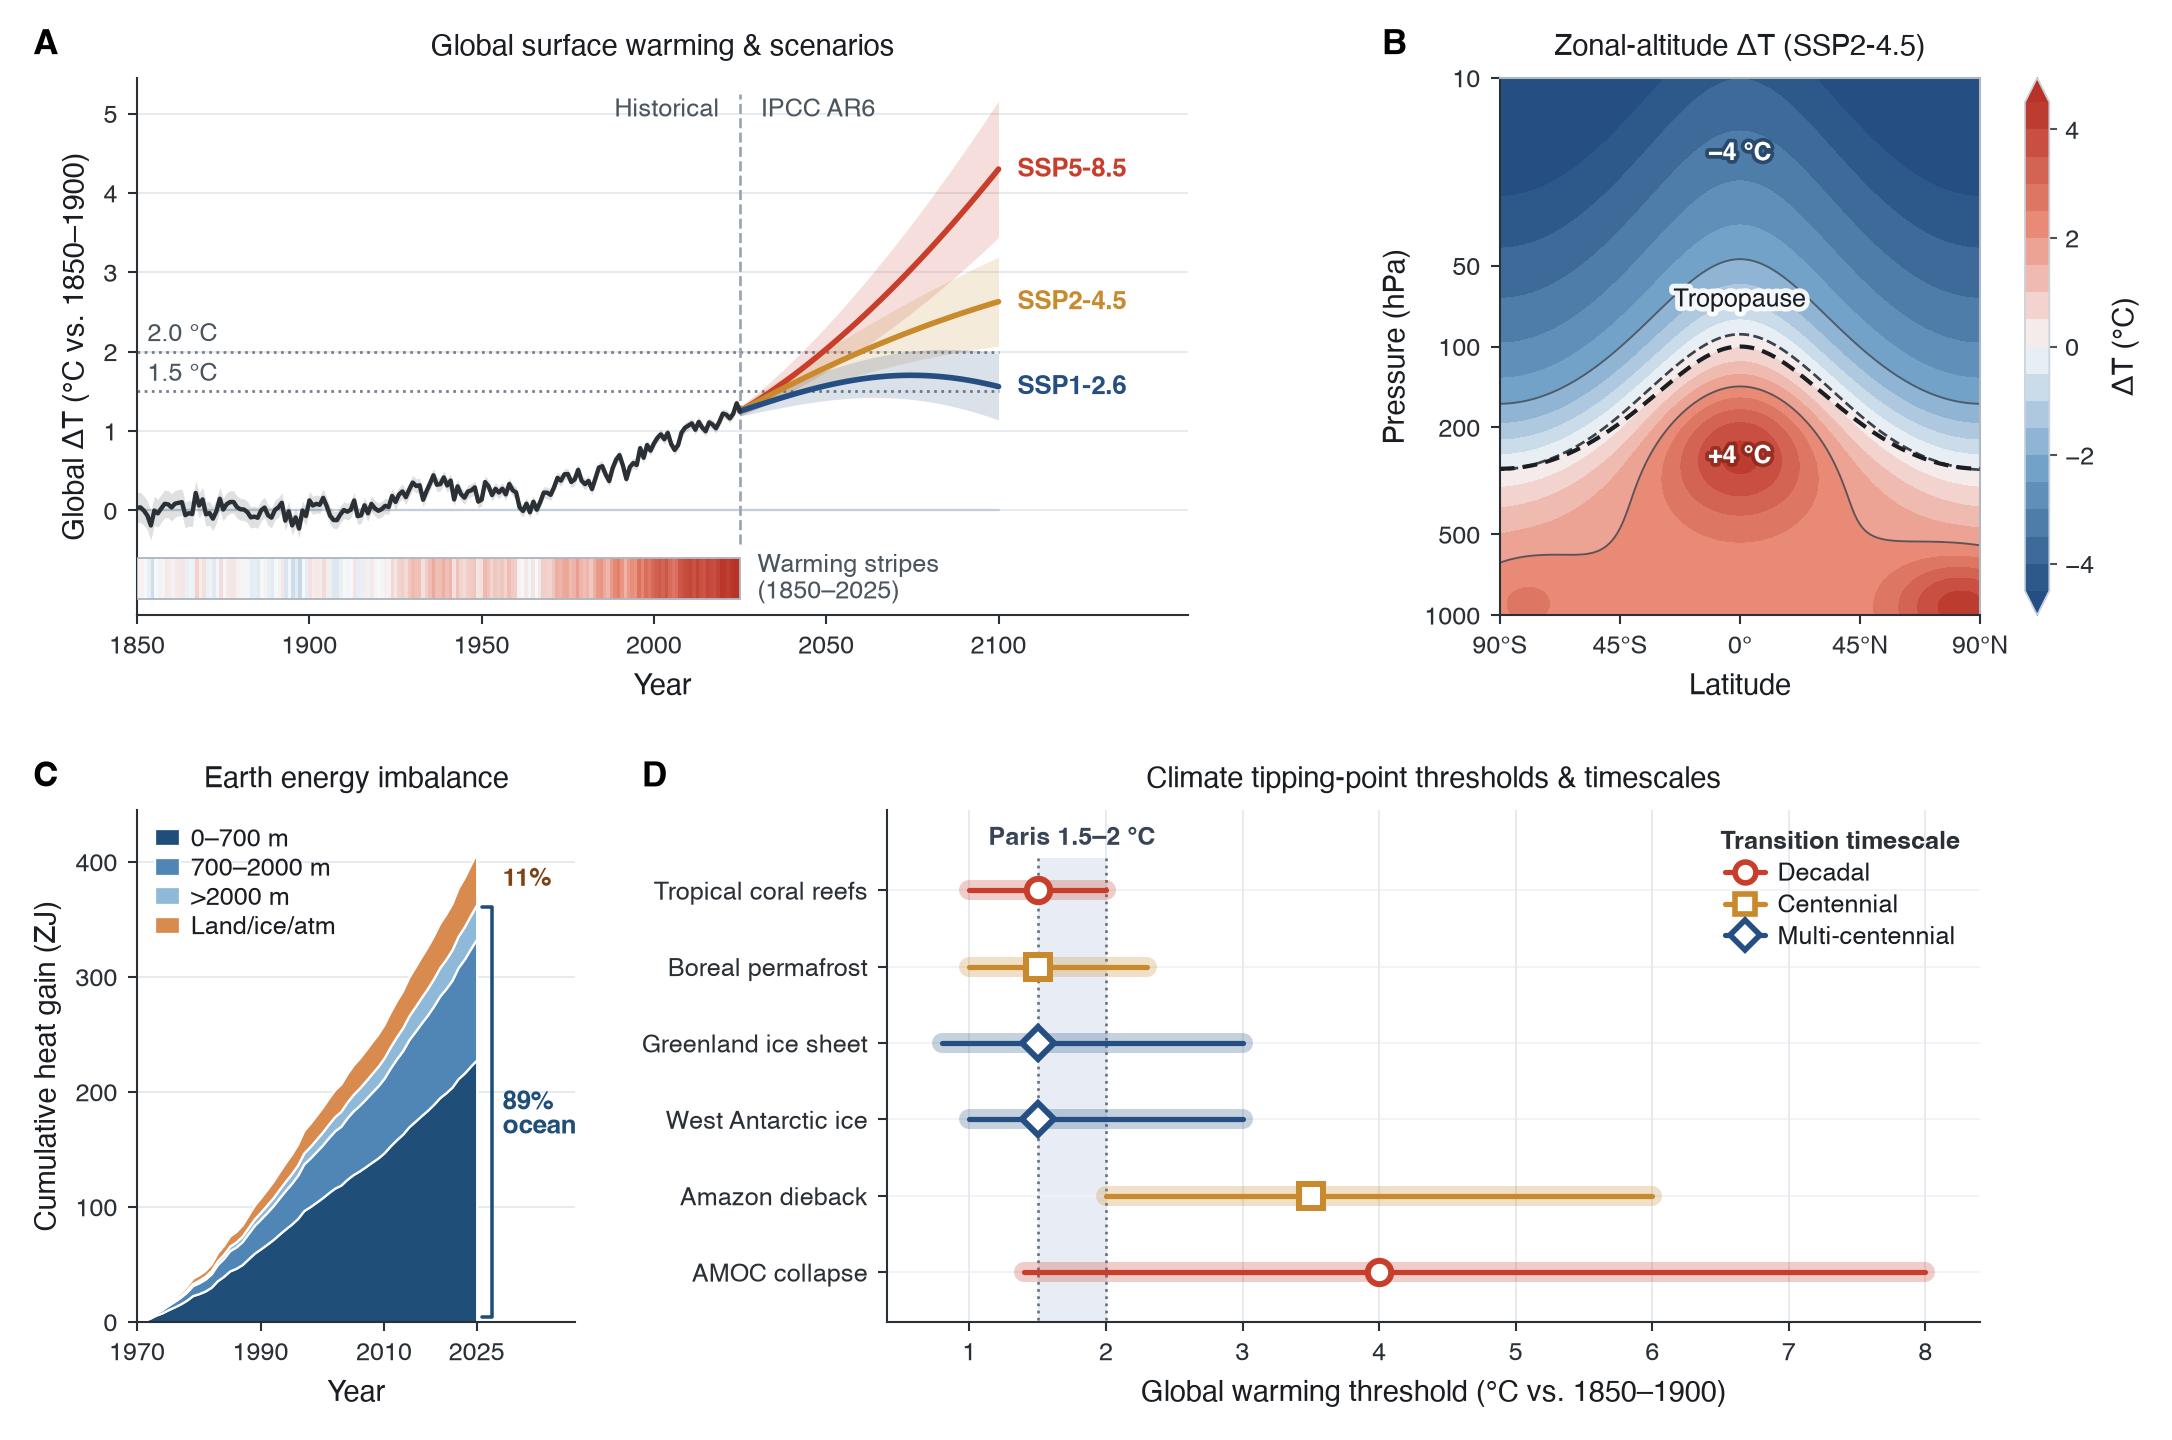 A
Global surface warming & scenarios
Global ΔT (°C vs. 1850–1900)
5
4
3
2
1
0
Historical
IPCC AR6
SSP5-8.5
SSP2-4.5
SSP1-2.6
2.0 °C
1.5 °C
Warming stripes
(1850–2025)
1850
1900
1950
2000
2050
2100
Year
B
Zonal-altitude ΔT (SSP2-4.5)
Pressure (hPa)
10
50
100
200
500
1000
–4 °C
Tropopause
+4 °C
90°S
45°S
0°
45°N
90°N
Latitude
4
2
0
−2
−4
ΔT (°C)
C
Earth energy imbalance
Cumulative heat gain (ZJ)
400
300
200
100
0
0–700 m
700–2000 m
>2000 m
Land/ice/atm
11%
89%
ocean
1970
1990
2010
2025
Year
D
Climate tipping-point thresholds & timescales
Paris 1.5–2 °C
Transition timescale
Decadal
Centennial
Multi-centennial
Tropical coral reefs
Boreal permafrost
Greenland ice sheet
West Antarctic ice
Amazon dieback
AMOC collapse
1
2
3
4
5
6
7
8
Global warming threshold (°C vs. 1850–1900)